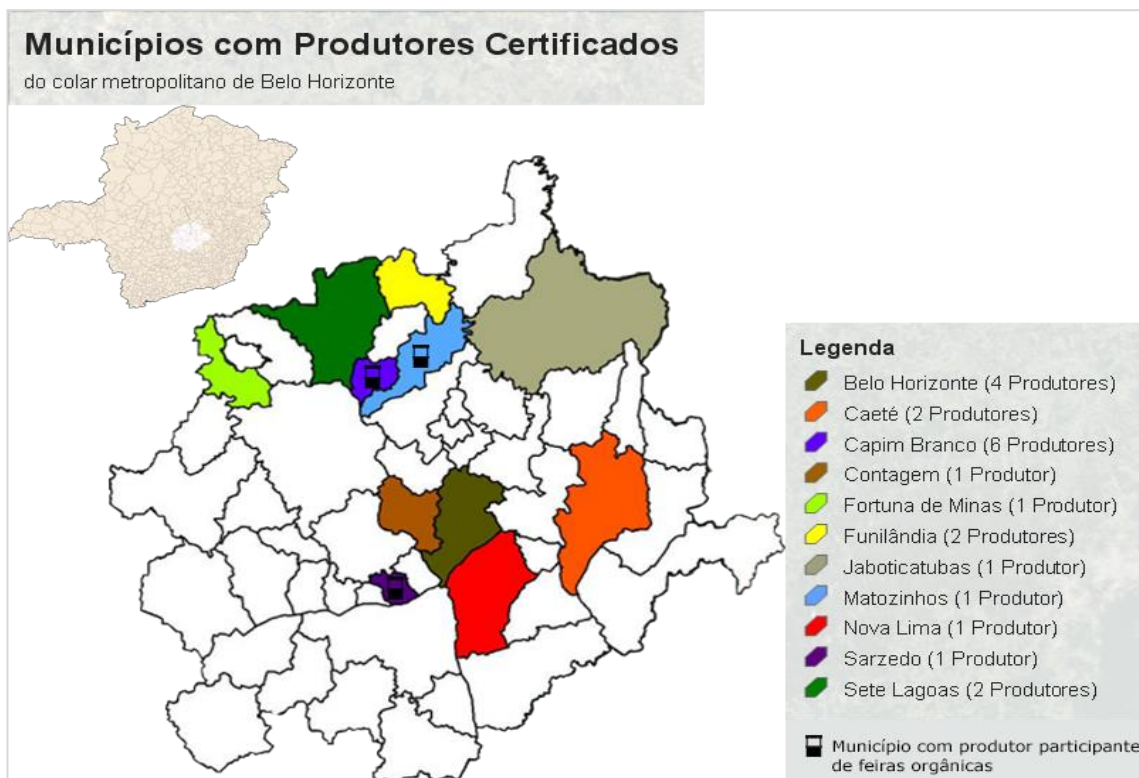 Municípios com Produtores Certificados
do colar metropolitano de Belo Horizonte
Legenda
Belo Horizonte (4 Produtores)
Caeté (2 Produtores)
Capim Branco (6 Produtores)
Contagem (1 Produtor)
Fortuna de Minas (1 Produtor)
Funilândia (2 Produtores)
Jaboticatubas (1 Produtor)
Matozinhos (1 Produtor)
Nova Lima (1 Produtor)
Sarzedo (1 Produtor)
Sete Lagoas (2 Produtores)
Município com produtor participante
de feiras orgânicas